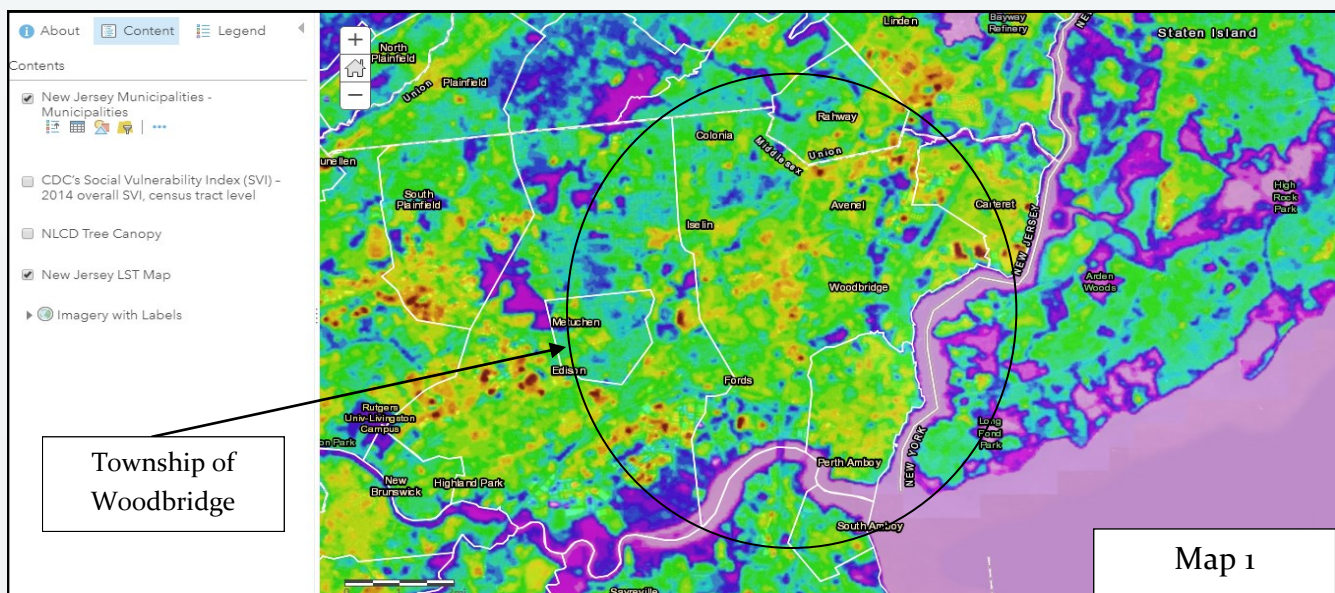 About
Content
Legend
Contents
New Jersey Municipalities -
Municipalities
CDC's Social Vulnerability Index (SVI) –
2014 overall SVI, census tract level
NLCD Tree Canopy
New Jersey LST Map
Imagery with Labels
Township of
Woodbridge
+
−
North
Plainfield
Union
Plainfield
Linden
Bayway
Refinery
Staten Island
Colonia
Rahway
Middlesex
Union
unellen
South
Plainfield
Iselin
Avenel
Carteret
High
Rock
Park
NEW JERSEY
Arden
Woods
Woodbridge
Metuchen
Edison
Fords
Rutgers
Univ-Livingston
Campus
on Park
New
Brunswick
Highland Park
Perth Amboy
NEW YORK
Long
Pond
Park
South Amboy
Sayreville
NE
Map 1